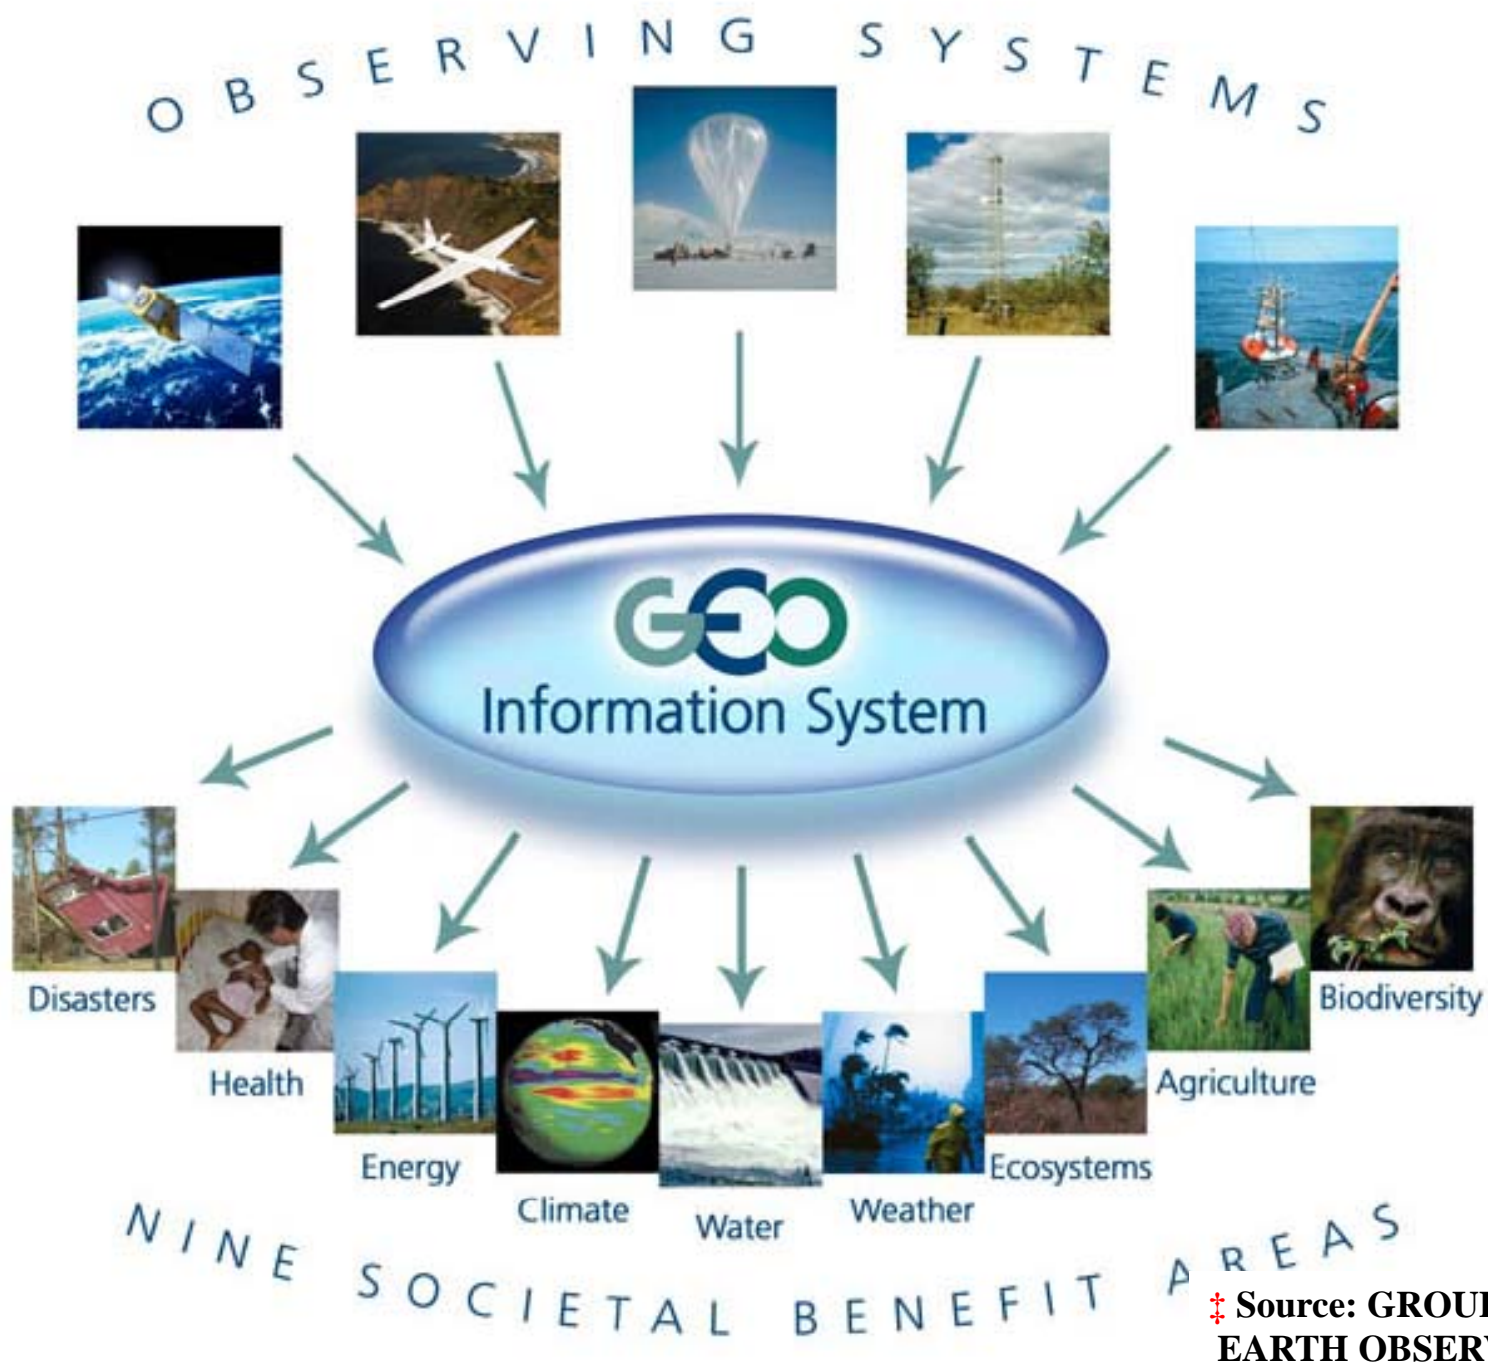 OBSERVING SYSTEMS
GEO
Information System
Disasters
Biodiversity
Health
Agriculture
Energy
Ecosystems
Climate
Weather
Water
NINE SOCIETAL BENEFIT AREAS
‡ Source: GROU
EARTH OBSER